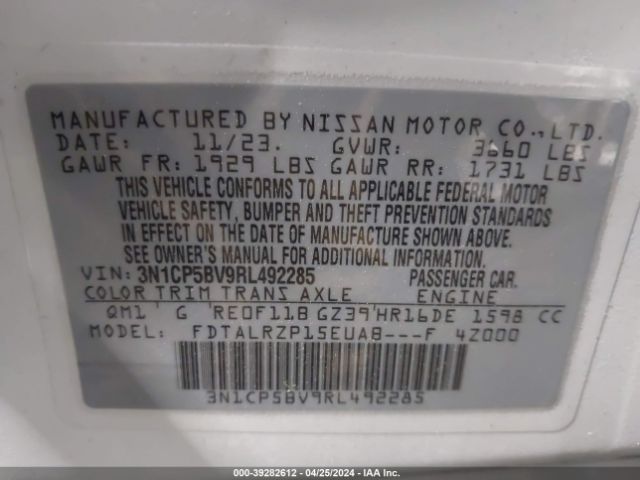 MANUFACTURED BY NISSAN MOTOR CO., LTD.
DATE: 11/23. GVWR: 3660 LBS
GAWR FR: 1929 LBS GAWR RR: 1731 LBS
THIS VEHICLE CONFORMS TO ALL APPLICABLE FEDERAL MOTOR
VEHICLE SAFETY, BUMPER AND THEFT PREVENTION STANDARDS
IN EFFECT ON THE DATE OF MANUFACTURE SHOWN ABOVE.
SEE OWNER'S MANUAL FOR ADDITIONAL INFORMATION.
VIN: 3N1CP5BV9RL492285 PASSENGER CAR.
COLOR TRIM TRANS AXLE ENGINE
QM1 G RE0F11B GZ39 HR16DE 1598 CC
MODEL: FDTALRZP15EUAB---F 4Z000
3N1CP5BV9RL492285
000-39282612 - 04/25/2024 - IAA Inc.